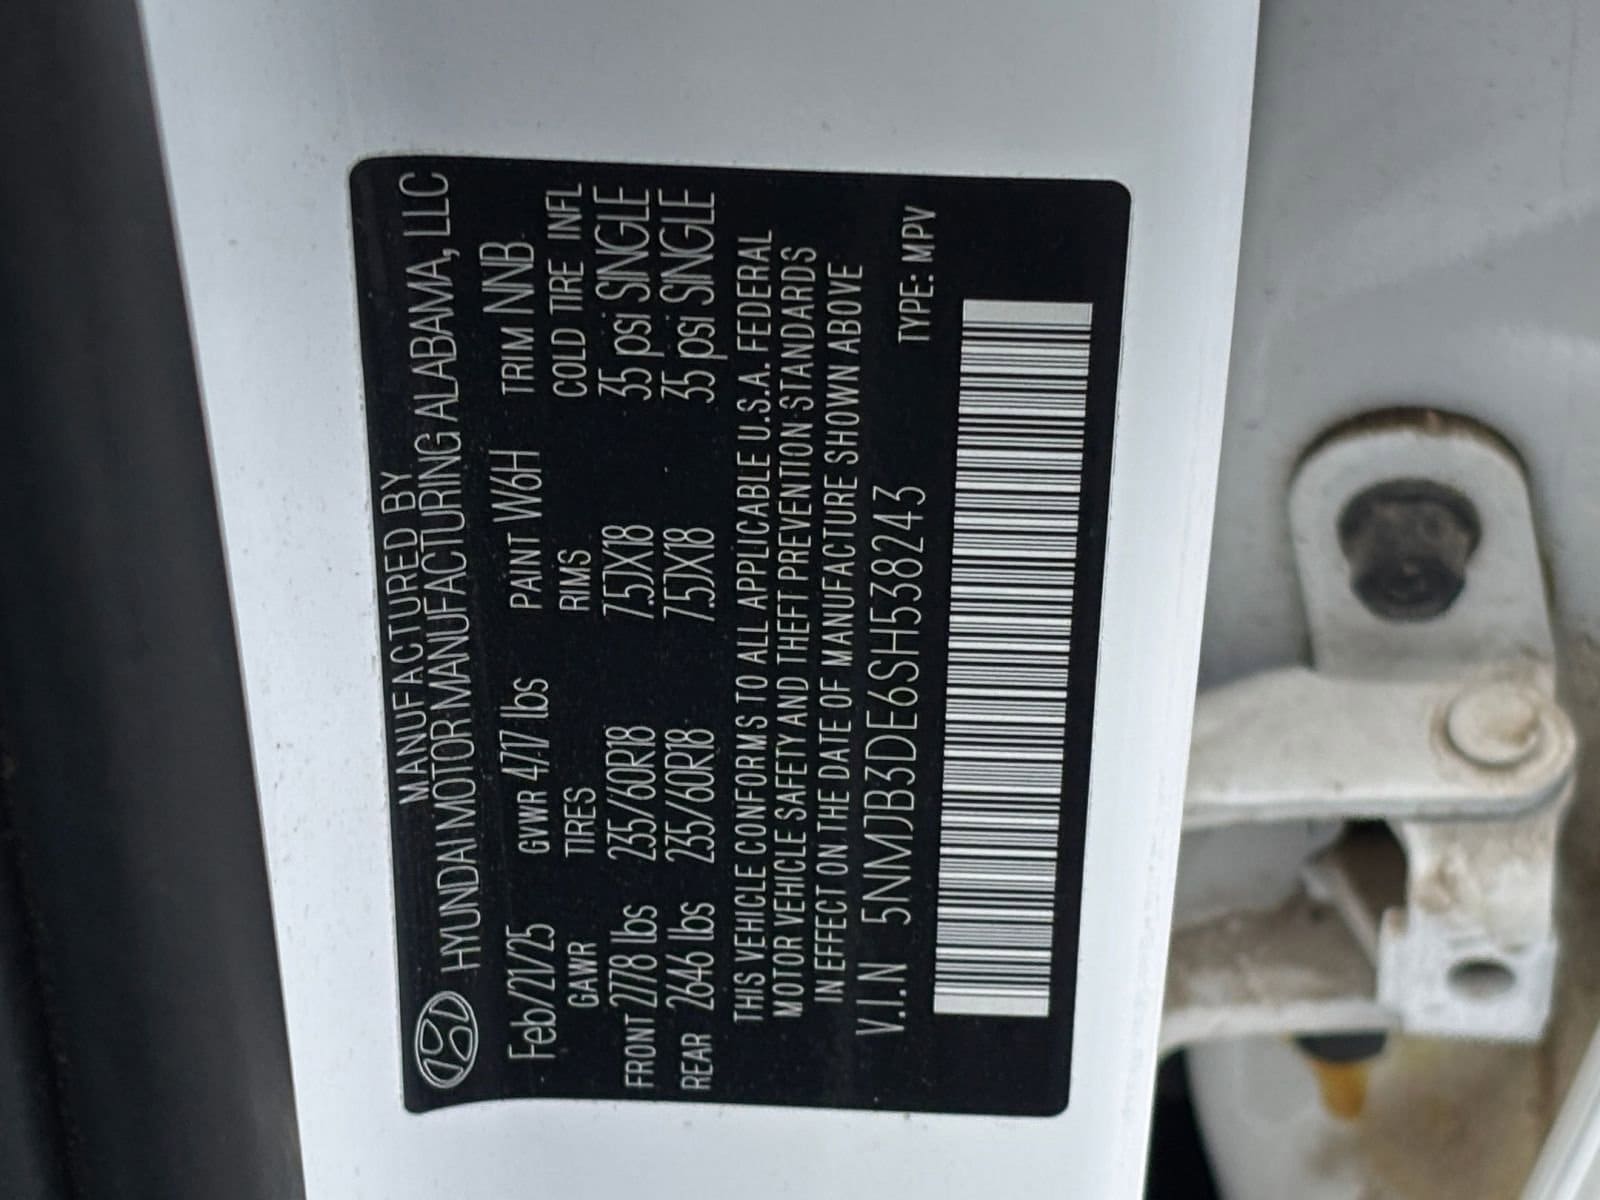 MANUFACTURED BY
HYUNDAI MOTOR MANUFACTURING ALABAMA, LLC
Feb/21/25 GVWR 4717 lbs PAINT W6H TRIM NNB
GAWR TIRES RIMS COLD TIRE INFL
FRONT 2778 lbs 235/60R18 7.5JX18 35 psi SINGLE
REAR 2646 lbs 235/60R18 7.5JX18 35 psi SINGLE
THIS VEHICLE CONFORMS TO ALL APPLICABLE U.S.A. FEDERAL
MOTOR VEHICLE SAFETY AND THEFT PREVENTION STANDARDS
IN EFFECT ON THE DATE OF MANUFACTURE SHOWN ABOVE
V.I.N 5NMJB3DE6SH538243 TYPE: MPV